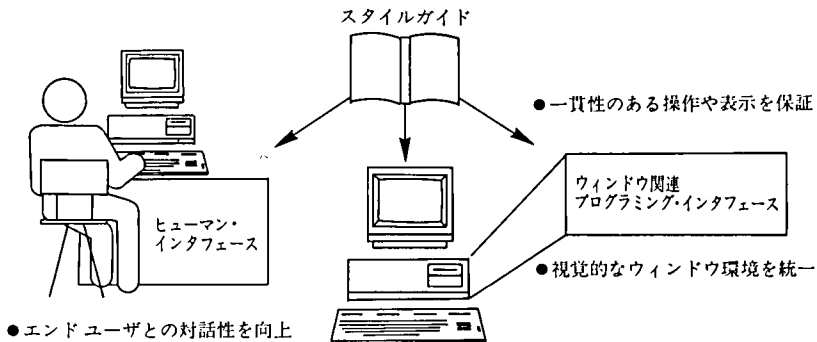 スタイルガイド
●一貫性のある操作や表示を保証
ウィンドウ関連
プログラミング・インタフェース
ヒューマン・
インタフェース
●視覚的なウィンドウ環境を統一
●エンド ユーザとの対話性を向上